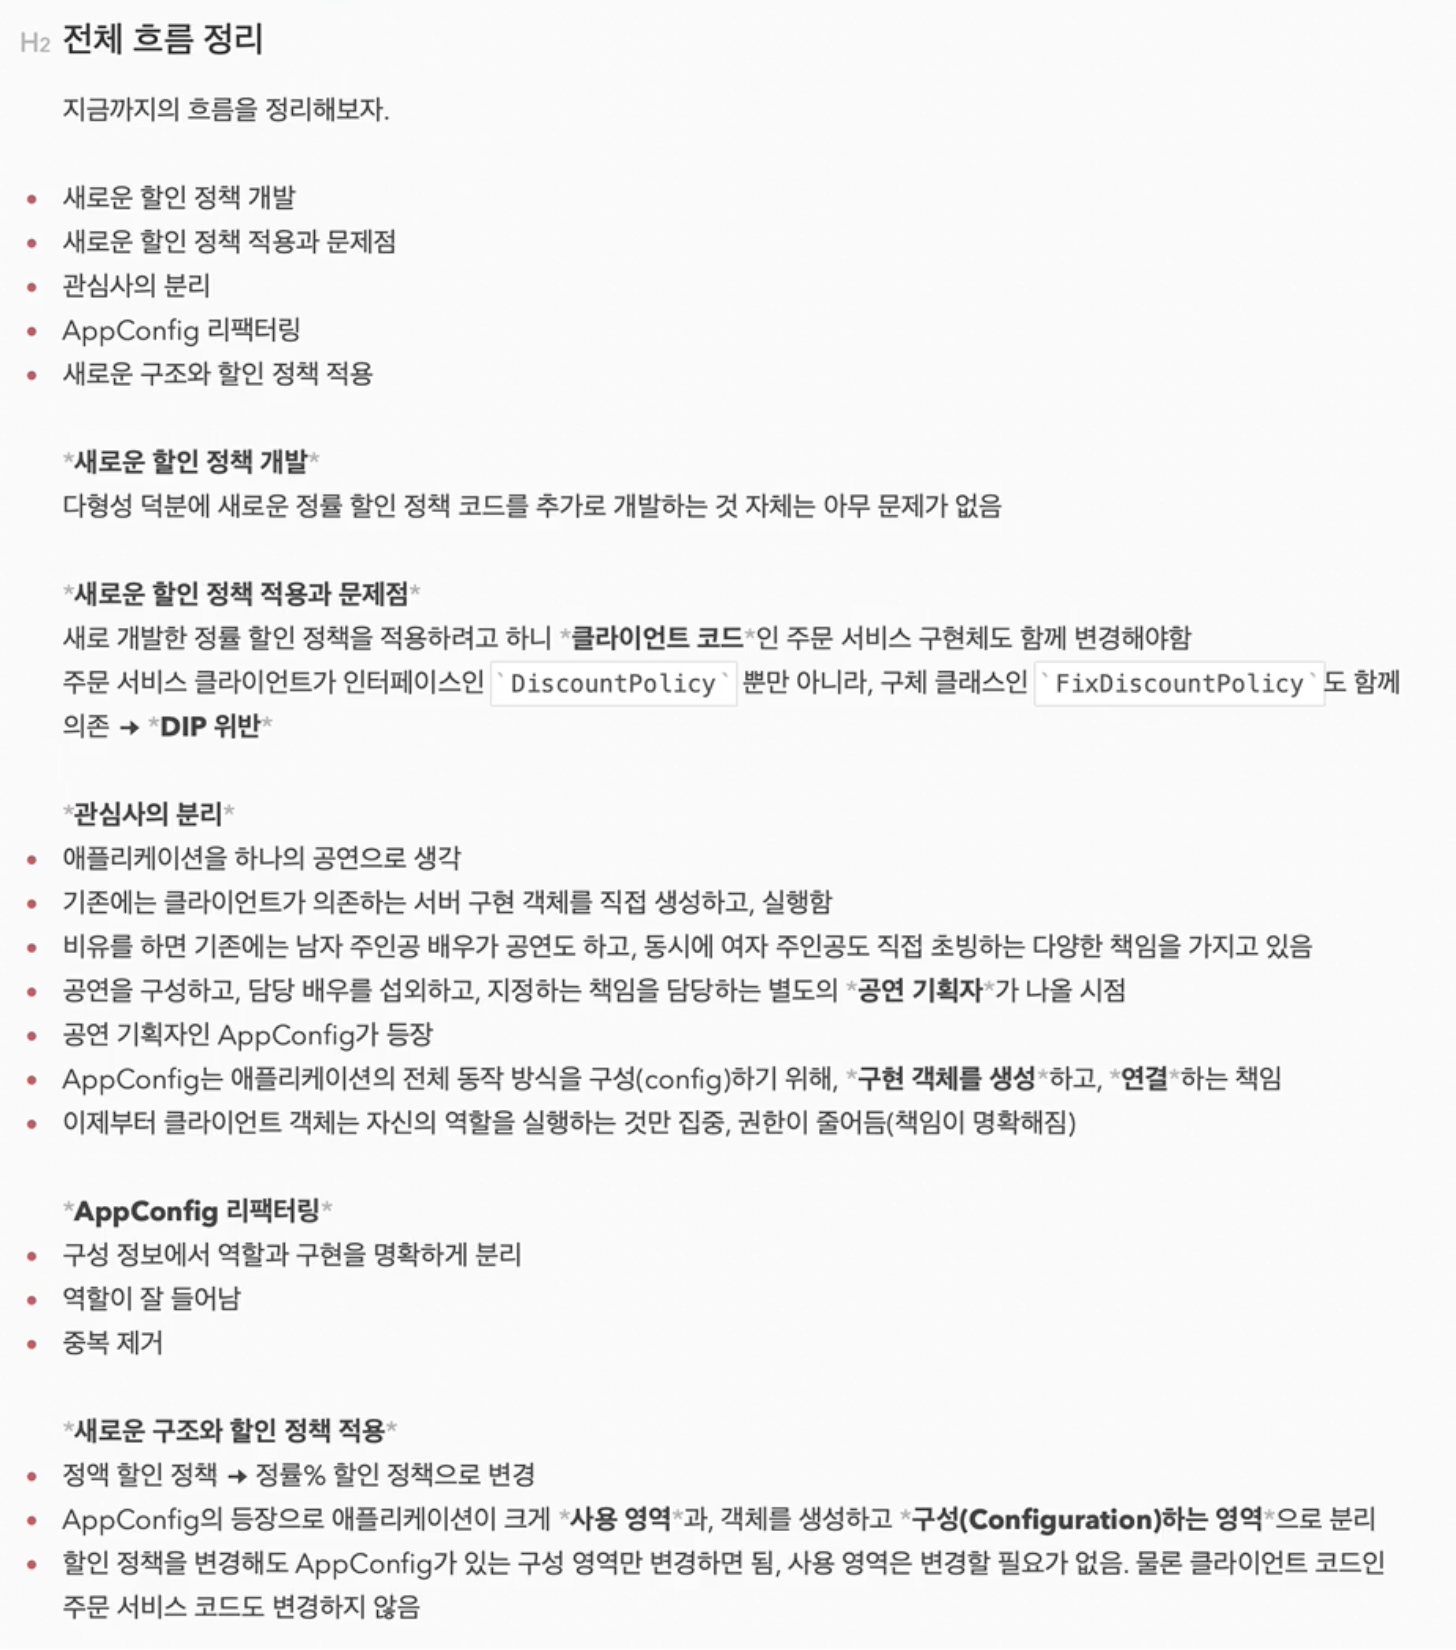 H2 전체 흐름 정리
지금까지의 흐름을 정리해보자.
• 새로운 할인 정책 개발
• 새로운 할인 정책 적용과 문제점
• 관심사의 분리
• AppConfig 리팩터링
• 새로운 구조와 할인 정책 적용
*새로운 할인 정책 개발*
다형성 덕분에 새로운 정률 할인 정책 코드를 추가로 개발하는 것 자체는 아무 문제가 없음
*새로운 할인 정책 적용과 문제점*
새로 개발한 정률 할인 정책을 적용하려고 하니 *클라이언트 코드*인 주문 서비스 구현체도 함께 변경해야함
주문 서비스 클라이언트가 인터페이스인 `DiscountPolicy` 뿐만 아니라, 구체 클래스인 `FixDiscountPolicy`도 함께
의존 → *DIP 위반*
*관심사의 분리*
• 애플리케이션을 하나의 공연으로 생각
• 기존에는 클라이언트가 의존하는 서버 구현 객체를 직접 생성하고, 실행함
• 비유를 하면 기존에는 남자 주인공 배우가 공연도 하고, 동시에 여자 주인공도 직접 초빙하는 다양한 책임을 가지고 있음
• 공연을 구성하고, 담당 배우를 섭외하고, 지정하는 책임을 담당하는 별도의 *공연 기획자*가 나올 시점
• 공연 기획자인 AppConfig가 등장
• AppConfig는 애플리케이션의 전체 동작 방식을 구성(config)하기 위해, *구현 객체를 생성*하고, *연결*하는 책임
• 이제부터 클라이언트 객체는 자신의 역할을 실행하는 것만 집중, 권한이 줄어듬(책임이 명확해짐)
*AppConfig 리팩터링*
• 구성 정보에서 역할과 구현을 명확하게 분리
• 역할이 잘 들어남
• 중복 제거
*새로운 구조와 할인 정책 적용*
• 정액 할인 정책 → 정률% 할인 정책으로 변경
• AppConfig의 등장으로 애플리케이션이 크게 *사용 영역*과, 객체를 생성하고 *구성(Configuration)하는 영역*으로 분리
• 할인 정책을 변경해도 AppConfig가 있는 구성 영역만 변경하면 됨, 사용 영역은 변경할 필요가 없음. 물론 클라이언트 코드인
주문 서비스 코드도 변경하지 않음